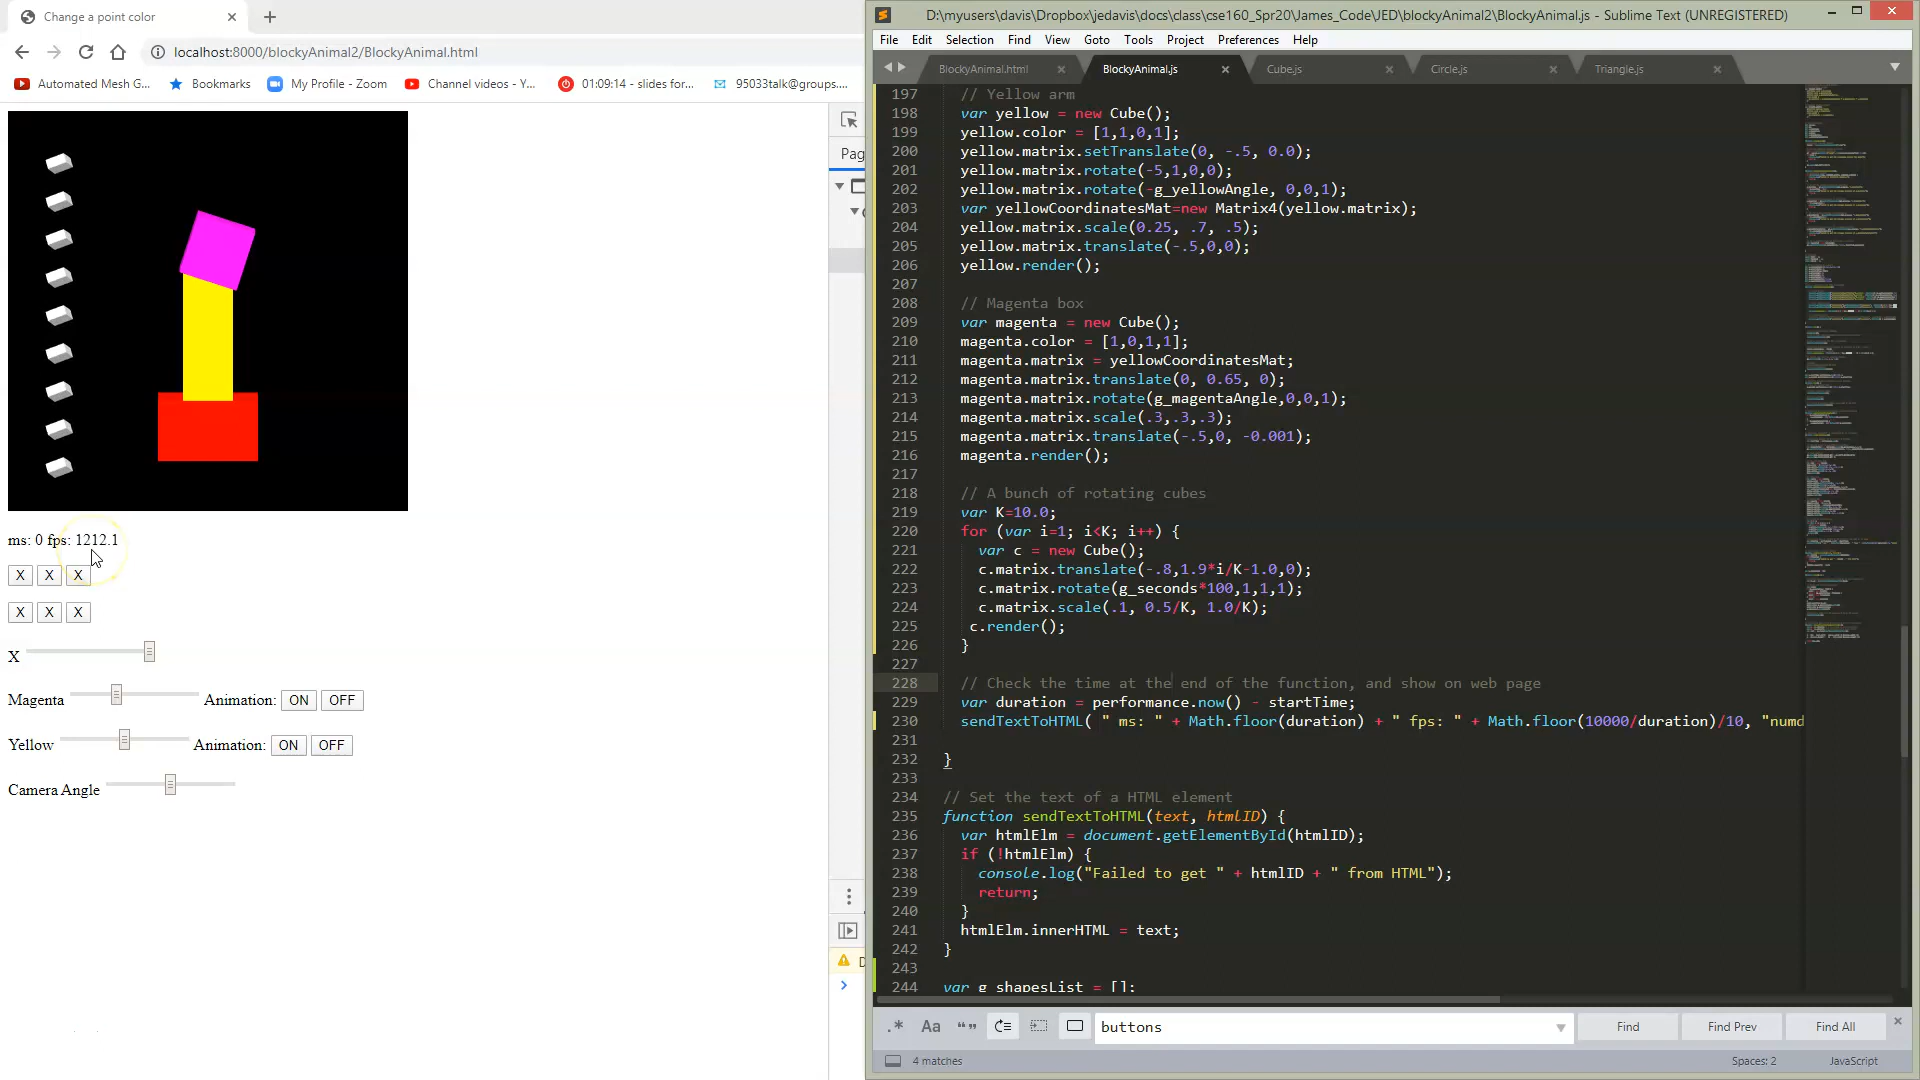 Change a point color
localhost:8000/blockyAnimal2/BlockyAnimal.html
Automated Mesh G... Bookmarks My Profile - Zoom Channel videos - Y... 01:09:14 - slides for... 95033talk@groups....
Pag
ms: 0 fps: 1212.1
X X X
X X X
X
Magenta Animation: ON OFF
Yellow Animation: ON OFF
Camera Angle
D:\myusers\davis\Dropbox\jedavis\docs\class\cse160_Spr20\James_Code\JED\blockyAnimal2\BlockyAnimal.js - Sublime Text (UNREGISTERED)
File Edit Selection Find View Goto Tools Project Preferences Help
BlockyAnimal.html BlockyAnimal.js Cube.js Circle.js Triangle.js
197 // Yellow arm
198 var yellow = new Cube();
199 yellow.color = [1,1,0,1];
200 yellow.matrix.setTranslate(0, -.5, 0.0);
201 yellow.matrix.rotate(-5,1,0,0);
202 yellow.matrix.rotate(-g_yellowAngle, 0,0,1);
203 var yellowCoordinatesMat=new Matrix4(yellow.matrix);
204 yellow.matrix.scale(0.25, .7, .5);
205 yellow.matrix.translate(-.5,0,0);
206 yellow.render();
207
208 // Magenta box
209 var magenta = new Cube();
210 magenta.color = [1,0,1,1];
211 magenta.matrix = yellowCoordinatesMat;
212 magenta.matrix.translate(0, 0.65, 0);
213 magenta.matrix.rotate(g_magentaAngle,0,0,1);
214 magenta.matrix.scale(.3,.3,.3);
215 magenta.matrix.translate(-.5,0, -0.001);
216 magenta.render();
217
218 // A bunch of rotating cubes
219 var K=10.0;
220 for (var i=1; i<K; i++) {
221 var c = new Cube();
222 c.matrix.translate(-.8,1.9*i/K-1.0,0);
223 c.matrix.rotate(g_seconds*100,1,1,1);
224 c.matrix.scale(.1, 0.5/K, 1.0/K);
225 c.render();
226 }
227
228 // Check the time at the end of the function, and show on web page
229 var duration = performance.now() - startTime;
230 sendTextToHTML( " ms: " + Math.floor(duration) + " fps: " + Math.floor(10000/duration)/10, "numd
231
232 }
233
234 // Set the text of a HTML element
235 function sendTextToHTML(text, htmlID) {
236 var htmlElm = document.getElementById(htmlID);
237 if (!htmlElm) {
238 console.log("Failed to get " + htmlID + " from HTML");
239 return;
240 }
241 htmlElm.innerHTML = text;
242 }
243
244 var g_shapesList = [];
.* Aa “” buttons Find Find Prev Find All
4 matches Spaces: 2 JavaScript